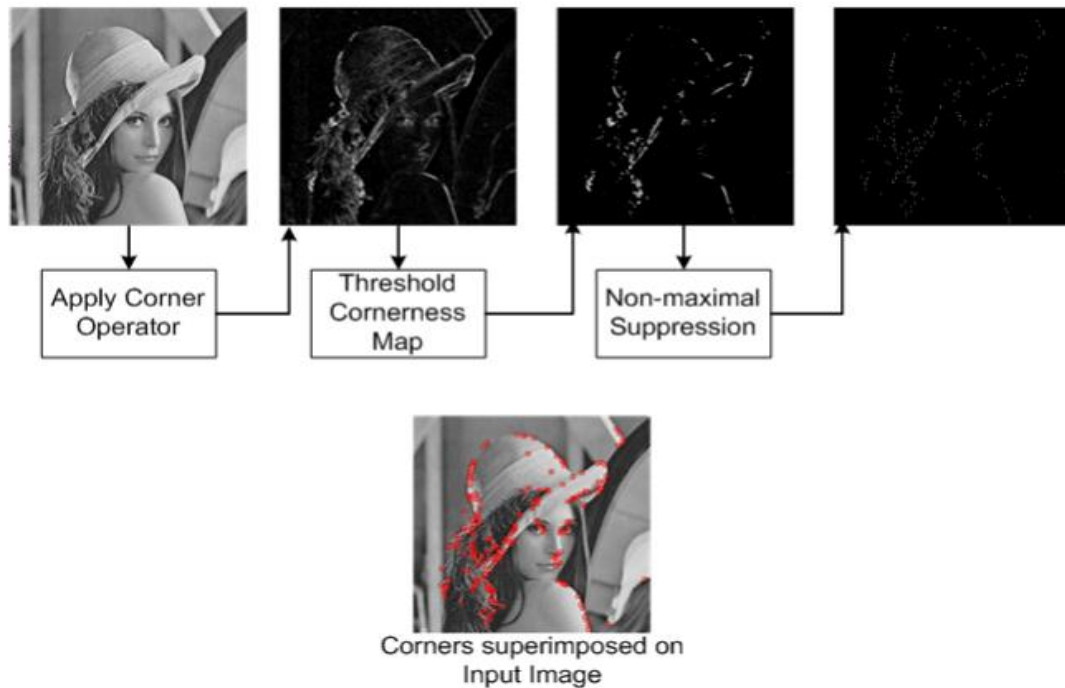 Apply Corner
Operator
Threshold
Cornerness
Map
Non-maximal
Suppression
Corners superimposed on
Input Image